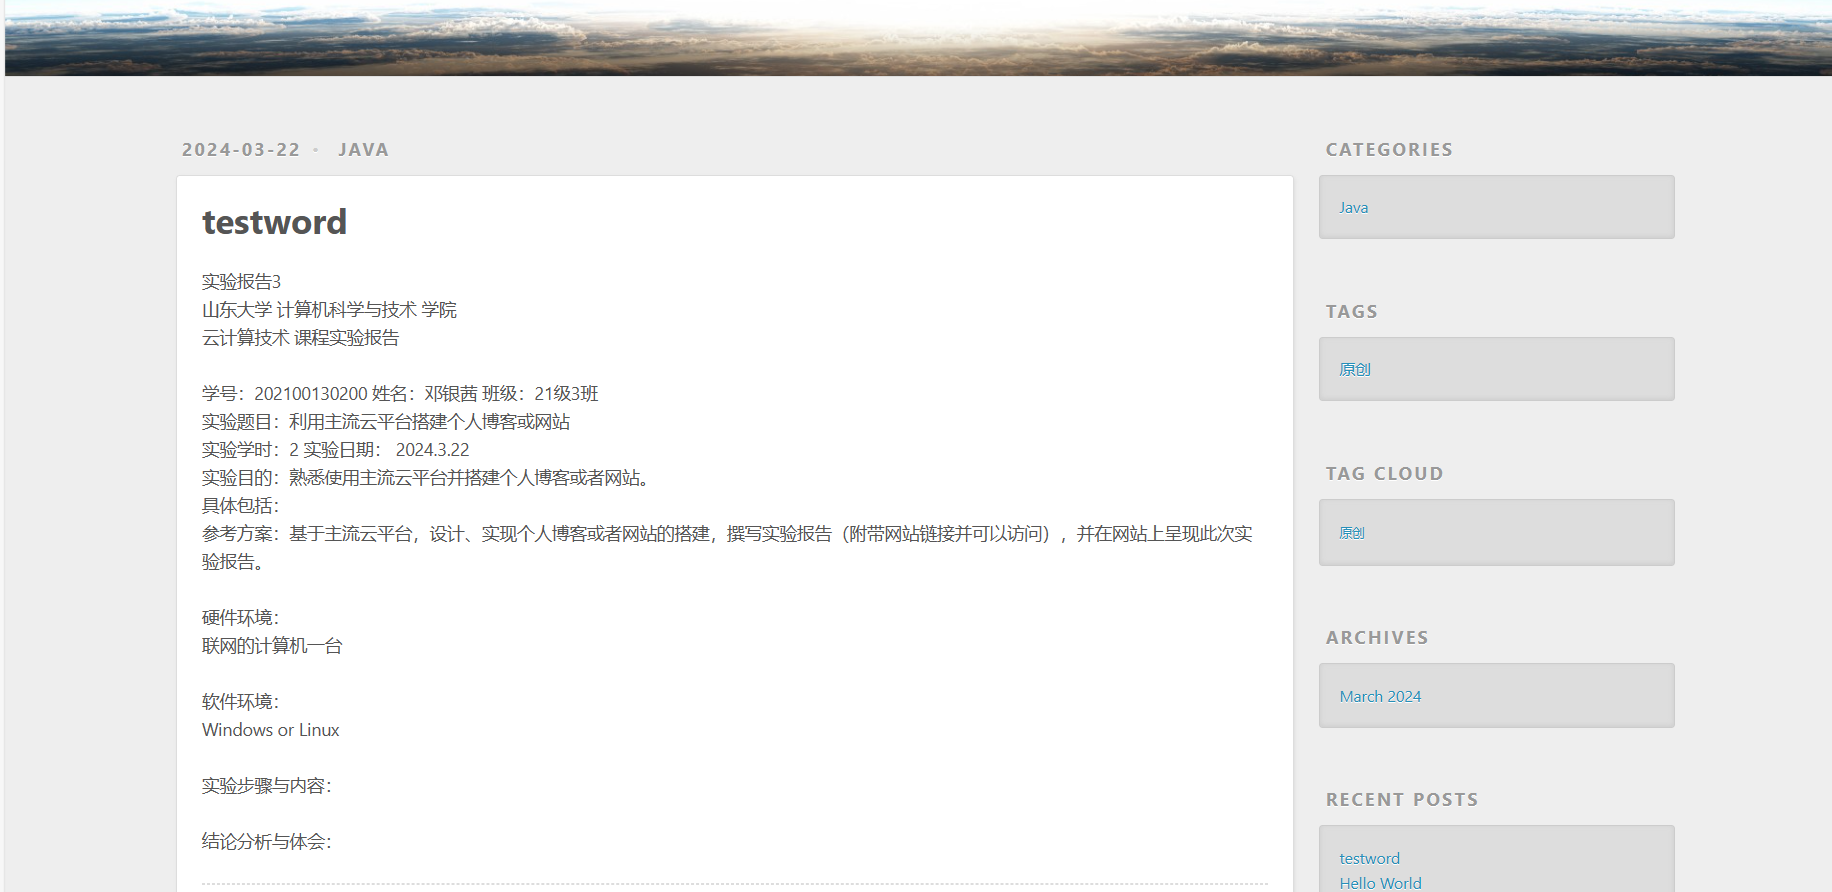 2024-03-22 • JAVA
testword
实验报告3
山东大学 计算机科学与技术 学院
云计算技术 课程实验报告
学号：202100130200 姓名：邓银茜 班级：21级3班
实验题目：利用主流云平台搭建个人博客或网站
实验学时：2 实验日期： 2024.3.22
实验目的：熟悉使用主流云平台并搭建个人博客或者网站。
具体包括：
参考方案：基于主流云平台，设计、实现个人博客或者网站的搭建，撰写实验报告（附带网站链接并可以访问），并在网站上呈现此次实
验报告。
硬件环境：
联网的计算机一台
软件环境：
Windows or Linux
实验步骤与内容：
结论分析与体会：
CATEGORIES
Java
TAGS
原创
TAG CLOUD
原创
ARCHIVES
March 2024
RECENT POSTS
testword
Hello World